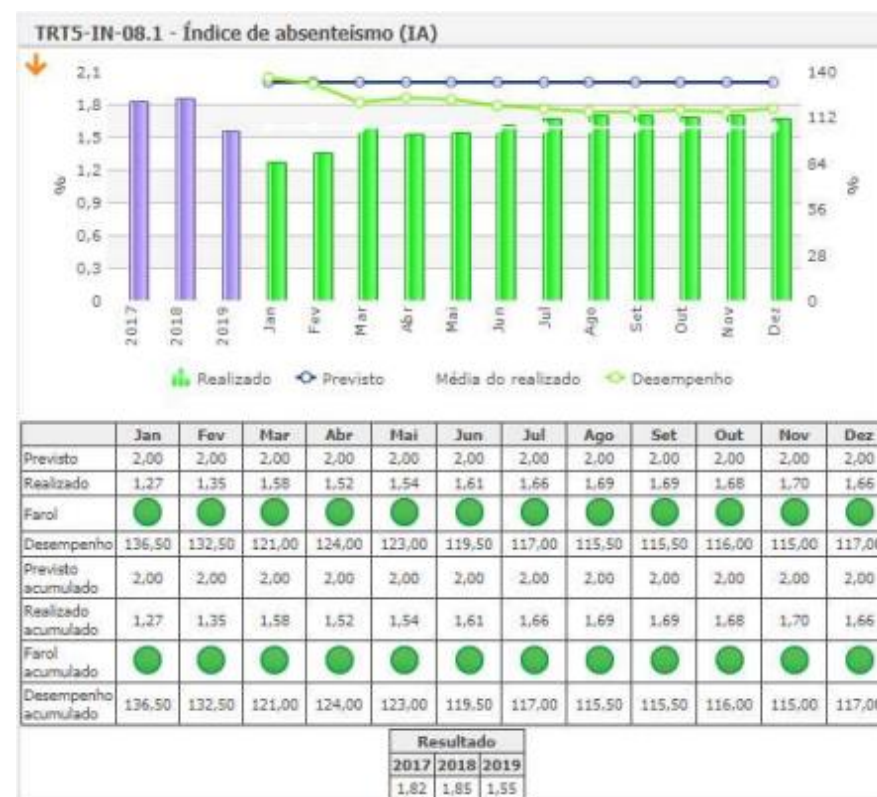 TRT5-IN-08.1 - Índice de absenteísmo (IA)
2,1
1,8
1,5
1,2
0,9
0,6
0,3
0
%
140
112
84
56
28
0
%
2017 2018 2019 Jan Fev Mar Abr Mai Jun Jul Ago Set Out Nov Dez
Realizado Previsto Média do realizado Desempenho
Jan Fev Mar Abr Mai Jun Jul Ago Set Out Nov Dez
Previsto 2,00 2,00 2,00 2,00 2,00 2,00 2,00 2,00 2,00 2,00 2,00 2,00
Realizado 1,27 1,35 1,58 1,52 1,54 1,61 1,66 1,69 1,69 1,68 1,70 1,66
Farol
Desempenho 136,50 132,50 121,00 124,00 123,00 119,50 117,00 115,50 115,50 116,00 115,00 117,00
Previsto
acumulado 2,00 2,00 2,00 2,00 2,00 2,00 2,00 2,00 2,00 2,00 2,00 2,00
Realizado
acumulado 1,27 1,35 1,58 1,52 1,54 1,61 1,66 1,69 1,69 1,68 1,70 1,66
Farol
acumulado
Desempenho
acumulado 136,50 132,50 121,00 124,00 123,00 119,50 117,00 115,50 115,50 116,00 115,00 117,00
Resultado
2017 2018 2019
1,82 1,85 1,55